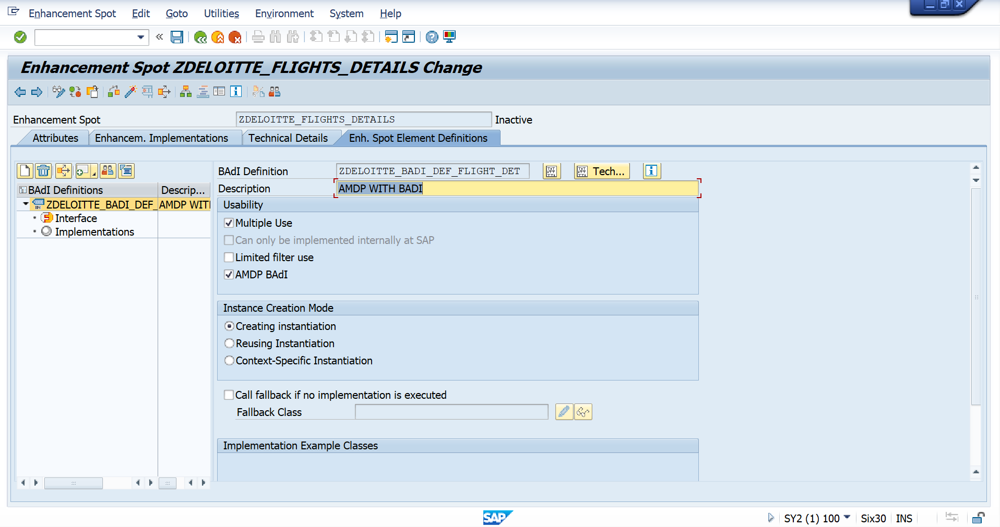 Enhancement Spot Edit Goto Utilities Environment System Help
Enhancement Spot ZDELOITTE_FLIGHTS_DETAILS Change
Enhancement Spot ZDELOITTE_FLIGHTS_DETAILS Inactive
Attributes Enhancem. Implementations Technical Details Enh. Spot Element Definitions
BAdI Definition ZDELOITTE_BADI_DEF_FLIGHT_DET Tech...
Description AMDP WITH BADI
BAdI Definitions Descrip...
ZDELOITTE_BADI_DEF_ AMDP WITH
Interface
Implementations
Usability
Multiple Use
Can only be implemented internally at SAP
Limited filter use
AMDP BAdI
Instance Creation Mode
Creating instantiation
Reusing Instantiation
Context-Specific Instantiation
Call fallback if no implementation is executed
Fallback Class
Implementation Example Classes
SAP SY2 (1) 100 Six30 INS